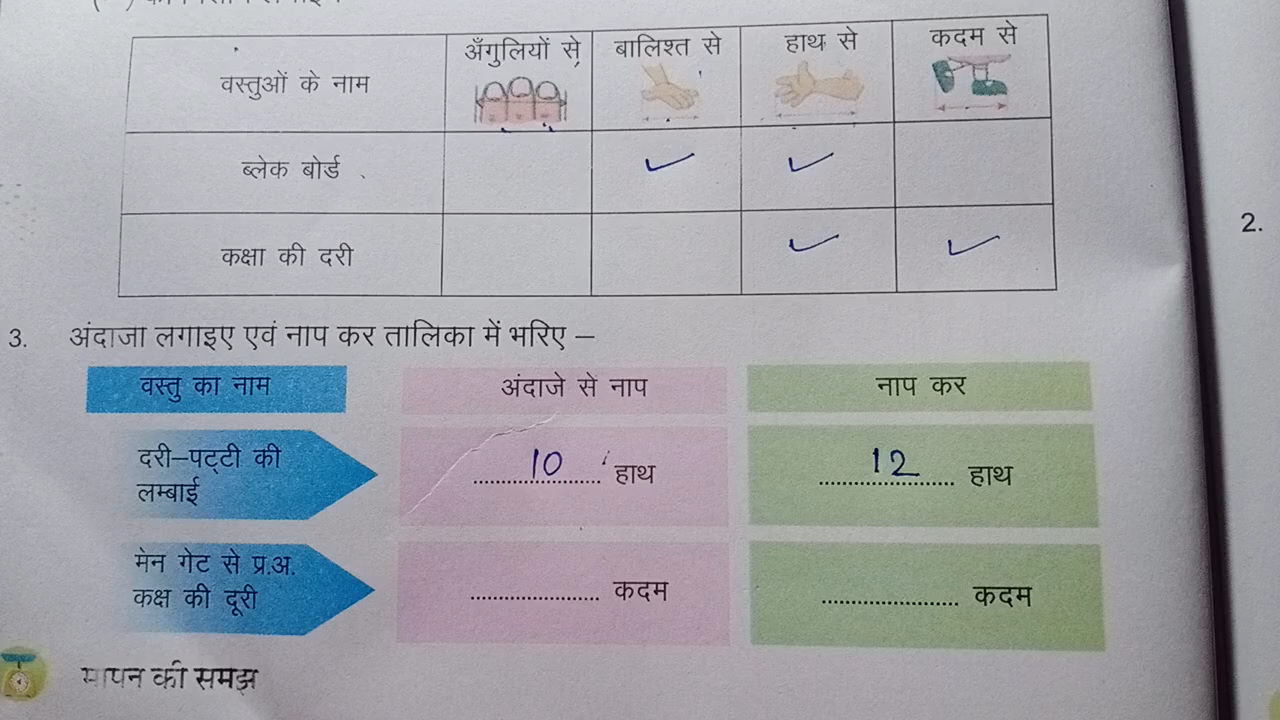 अँगुलियों से बालिश्त से हाथ से कदम से
वस्तुओं के नाम
ब्लेक बोर्ड ✓ ✓
कक्षा की दरी ✓ ✓
2.
3. अंदाजा लगाइए एवं नाप कर तालिका में भरिए –
वस्तु का नाम अंदाजे से नाप नाप कर
दरी–पट्टी की
लम्बाई
10 हाथ 12 हाथ
मेन गेट से प्र.अ.
कक्ष की दूरी
.................... कदम .................... कदम
मापन की समझ